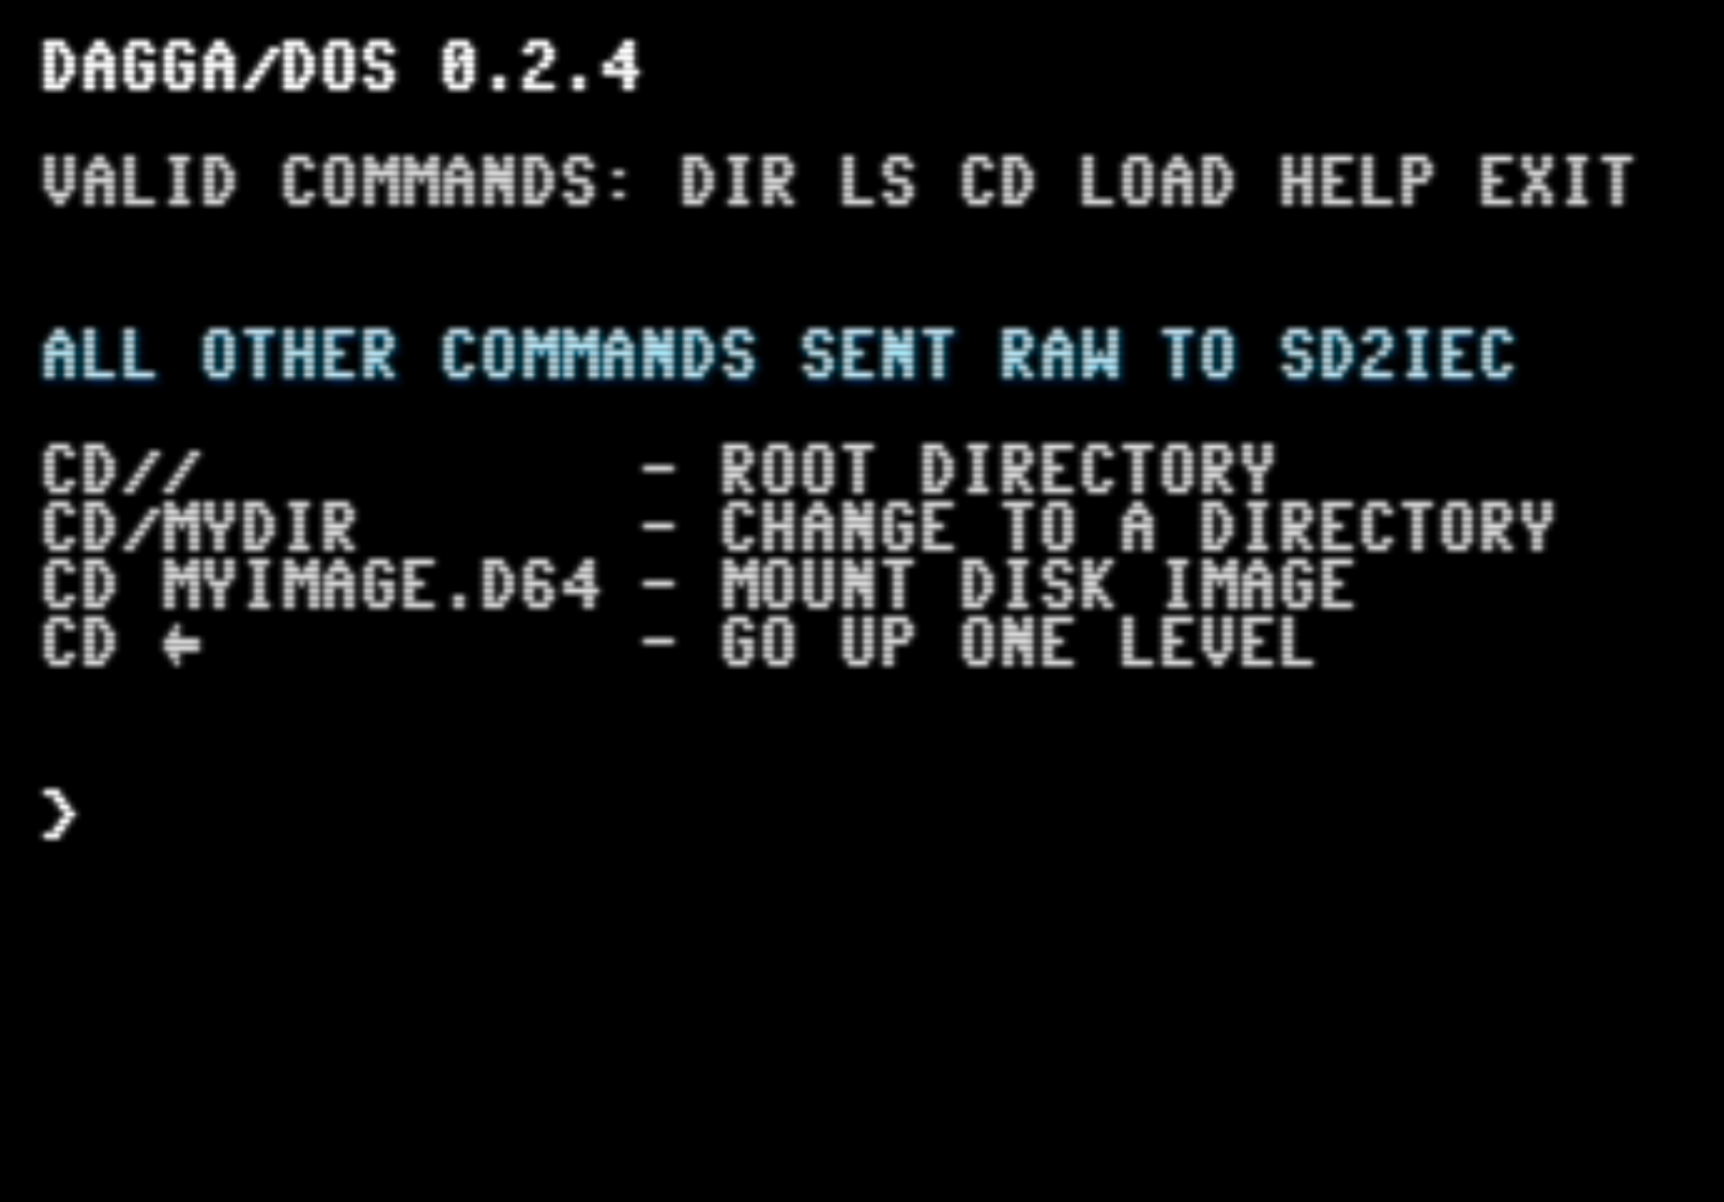 DAGGA/DOS 0.2.4
VALID COMMANDS: DIR LS CD LOAD HELP EXIT
ALL OTHER COMMANDS SENT RAW TO SD2IEC
CD// - ROOT DIRECTORY
CD/MYDIR - CHANGE TO A DIRECTORY
CD MYIMAGE.D64 - MOUNT DISK IMAGE
CD ← - GO UP ONE LEVEL
❯